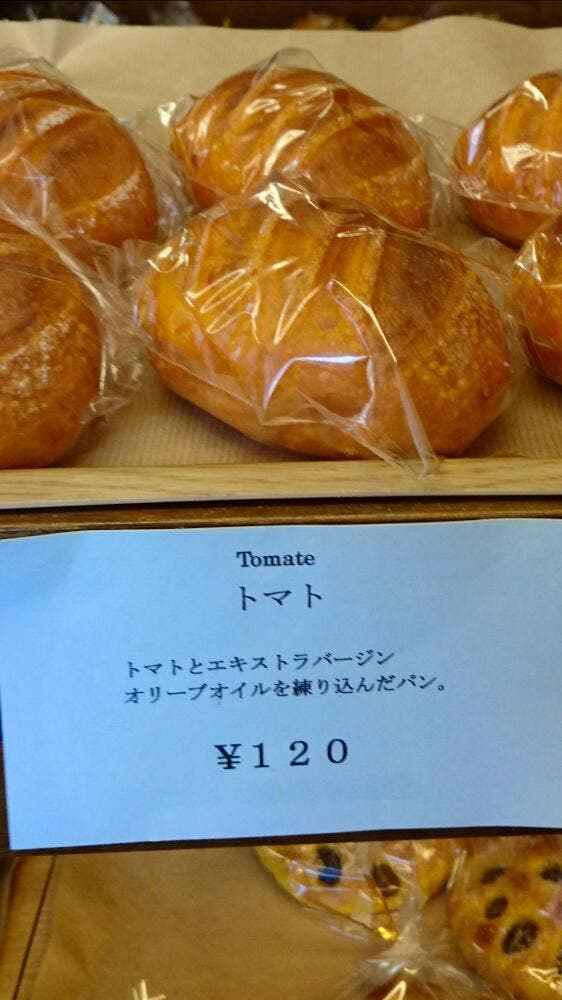 Tomate
トマト
トマトとエキストラバージン
オリーブオイルを練り込んだパン。
¥120